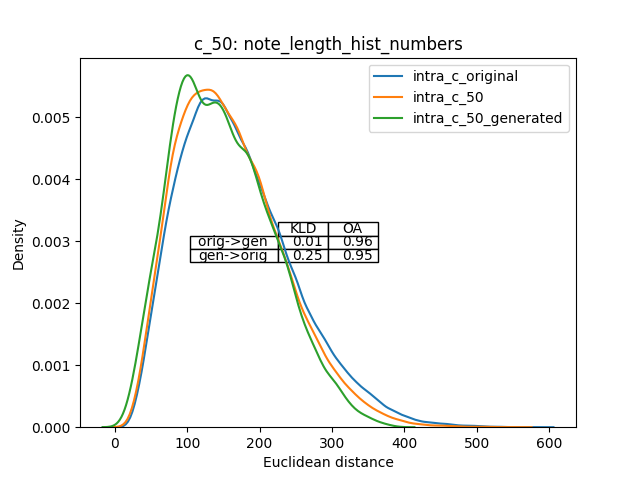 c_50: note_length_hist_numbers
intra_c_original
intra_c_50
intra_c_50_generated
0.005
0.004
0.003
0.002
0.001
0.000
Density
KLD OA
orig->gen 0.01 0.96
gen->orig 0.25 0.95
0 100 200 300 400 500 600
Euclidean distance